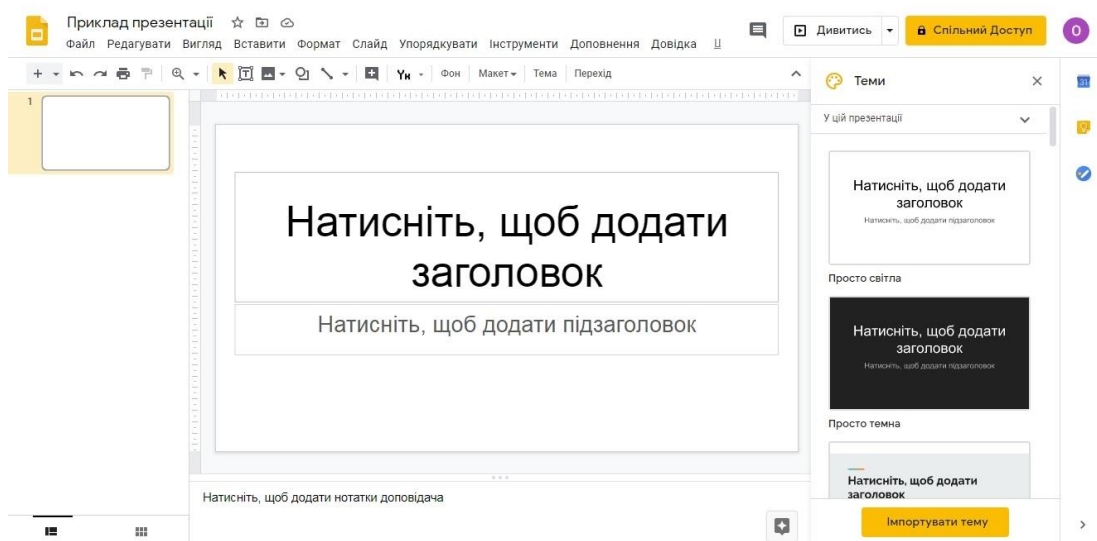 Приклад презентації
Файл Редагувати Вигляд Вставити Формат Слайд Упорядкувати Інструменти Доповнення Довідка Ц
Дивитись
Спільний Доступ
О
Фон Макет Тема Перехід
Теми
31
1
У цій презентації
Натисніть, щоб додати
заголовок
Натисніть, щоб додати підзаголовок
Натисніть, щоб додати
заголовок
Натисніть, щоб додати підзаголовок
Просто світла
Натисніть, щоб додати
заголовок
Натисніть, щоб додати підзаголовок
Просто темна
Натисніть, щоб додати
заголовок
Натисніть, щоб додати нотатки доповідача
Імпортувати тему